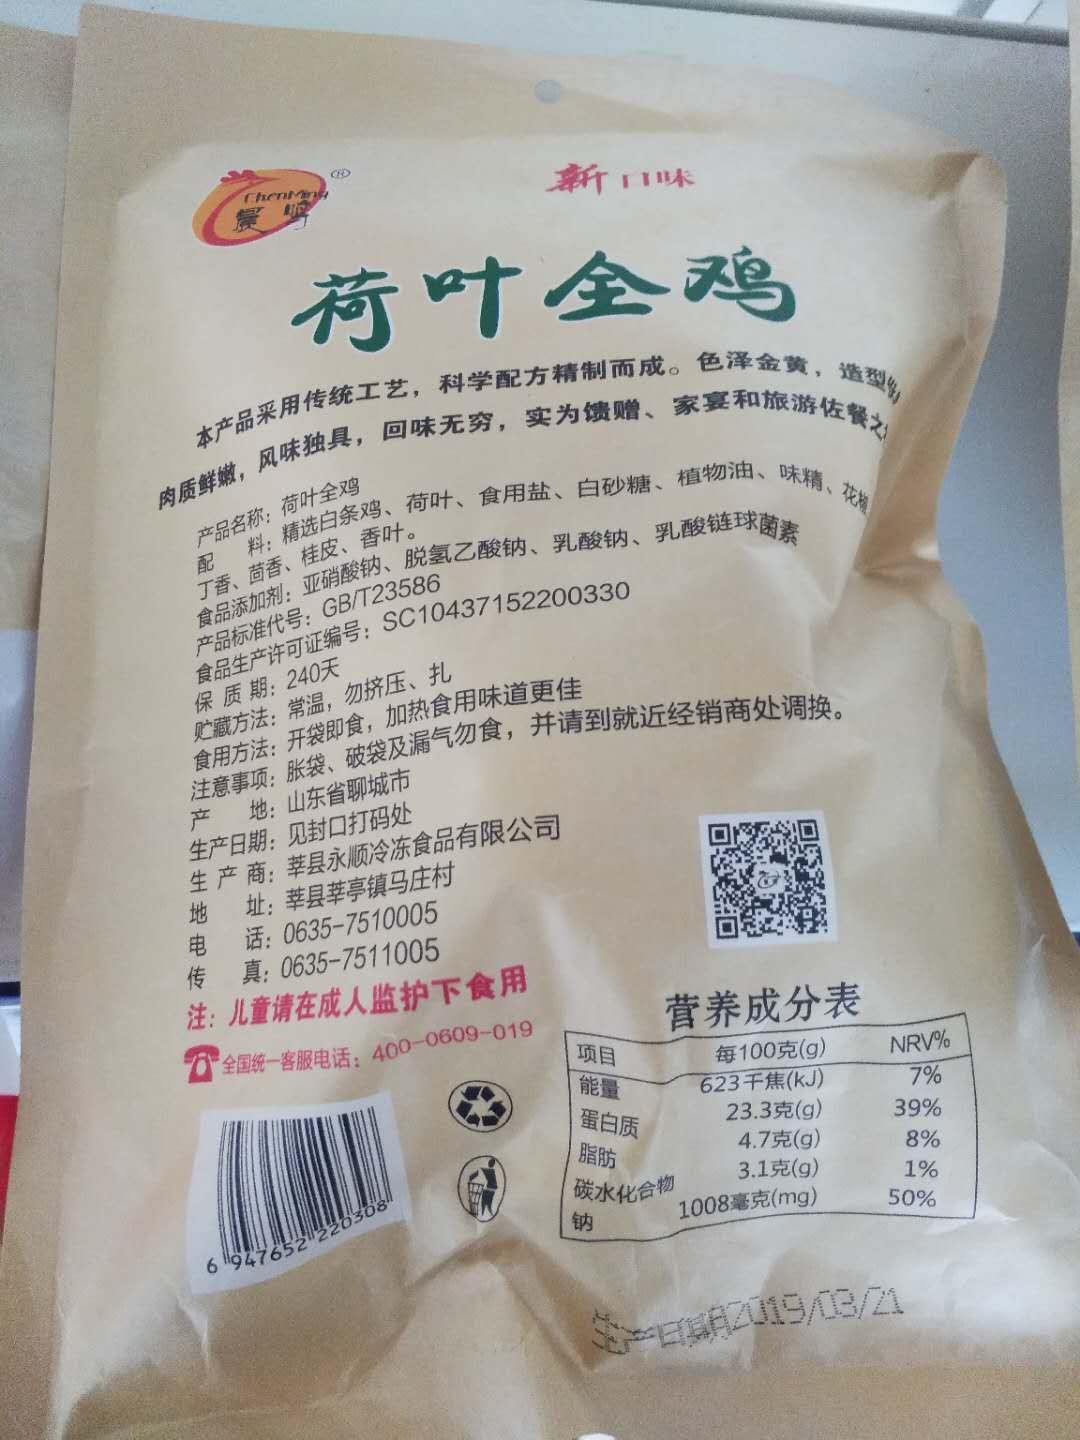 ChenMing
®
新口味
荷叶全鸡
本产品采用传统工艺，科学配方精制而成。色泽金黄，造型
肉质鲜嫩，风味独具，回味无穷，实为馈赠、家宴和旅游佐餐之
产品名称：荷叶全鸡
配 料：精选白条鸡、荷叶、食用盐、白砂糖、植物油、味精、花椒
丁香、茴香、桂皮、香叶。
食品添加剂：亚硝酸钠、脱氢乙酸钠、乳酸钠、乳酸链球菌素
产品标准代号：GB/T23586
食品生产许可证编号：SC10437152200330
保质期：240天
贮藏方法：常温，勿挤压、扎
食用方法：开袋即食，加热食用味道更佳
注意事项：胀袋、破袋及漏气勿食，并请到就近经销商处调换。
产 地：山东省聊城市
生产日期：见封口打码处
生产商：莘县永顺冷冻食品有限公司
地 址：莘县莘亭镇马庄村
电 话：0635-7510005
传 真：0635-7511005
注：儿童请在成人监护下食用
全国统一客服电话：400-0609-019
6 947652 220308
营养成分表
项目 每100克(g) NRV%
能量 623千焦(kJ) 7%
蛋白质 23.3克(g) 39%
脂肪 4.7克(g) 8%
碳水化合物 3.1克(g) 1%
钠 1008毫克(mg) 50%
日期2019/03/21